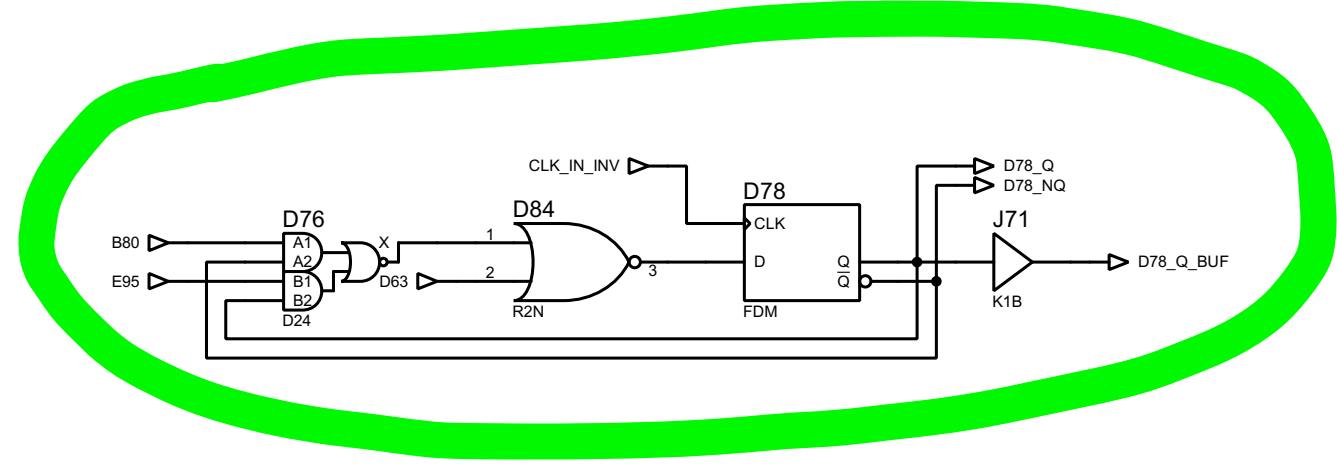 CLK_IN_INV
D78_Q
D78_NQ
D78
D84
D76
J71
CLK
B80
A1
X
1
A2
D
3
Q
D78_Q_BUF
E95
B1
D63
2
Q
B2
D24
R2N
FDM
K1B